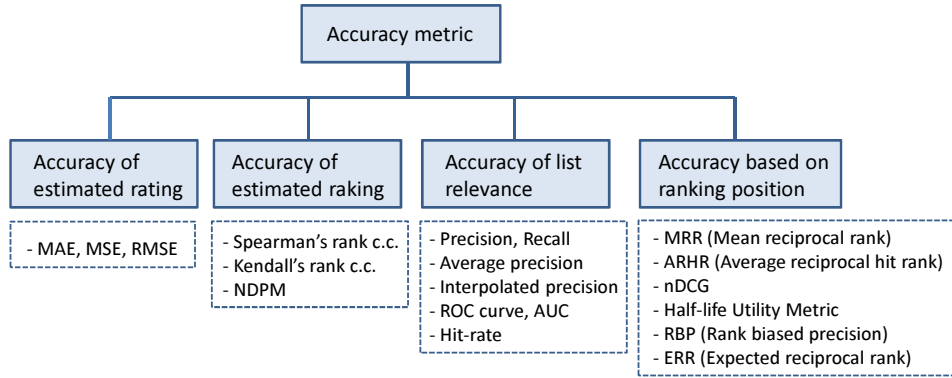 Accuracy metric
Accuracy of
estimated rating
Accuracy of
estimated raking
Accuracy of list
relevance
Accuracy based on
ranking position
- MAE, MSE, RMSE
- Spearman's rank c.c.
- Kendall's rank c.c.
- NDPM
- Precision, Recall
- Average precision
- Interpolated precision
- ROC curve, AUC
- Hit-rate
- MRR (Mean reciprocal rank)
- ARHR (Average reciprocal hit rank)
- nDCG
- Half-life Utility Metric
- RBP (Rank biased precision)
- ERR (Expected reciprocal rank)